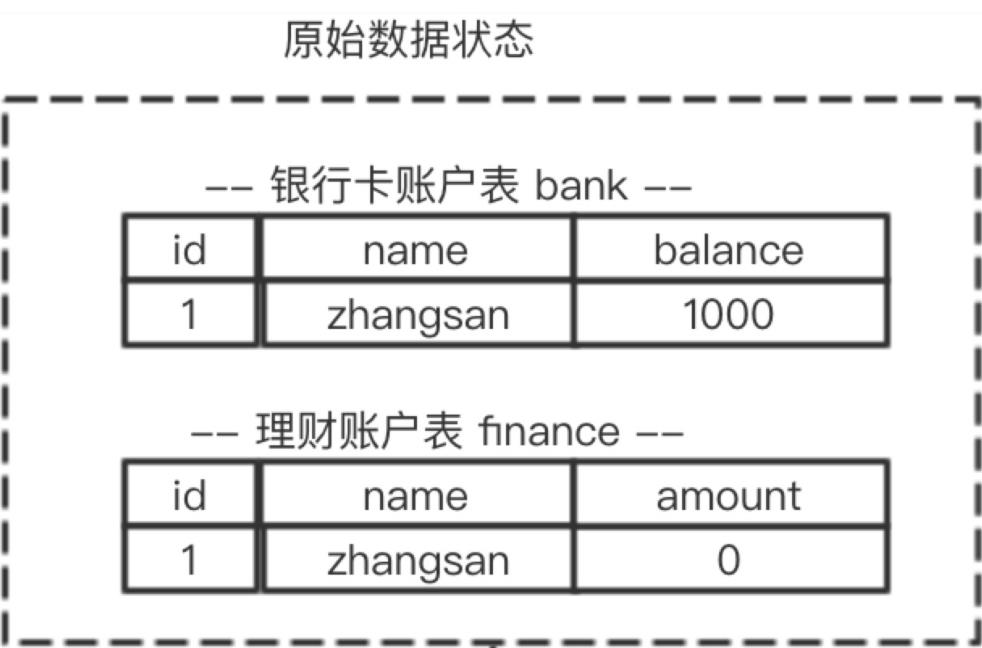 原始数据状态
-- 银行卡账户表 bank --
id name balance
1 zhangsan 1000
-- 理财账户表 finance --
id name amount
1 zhangsan 0